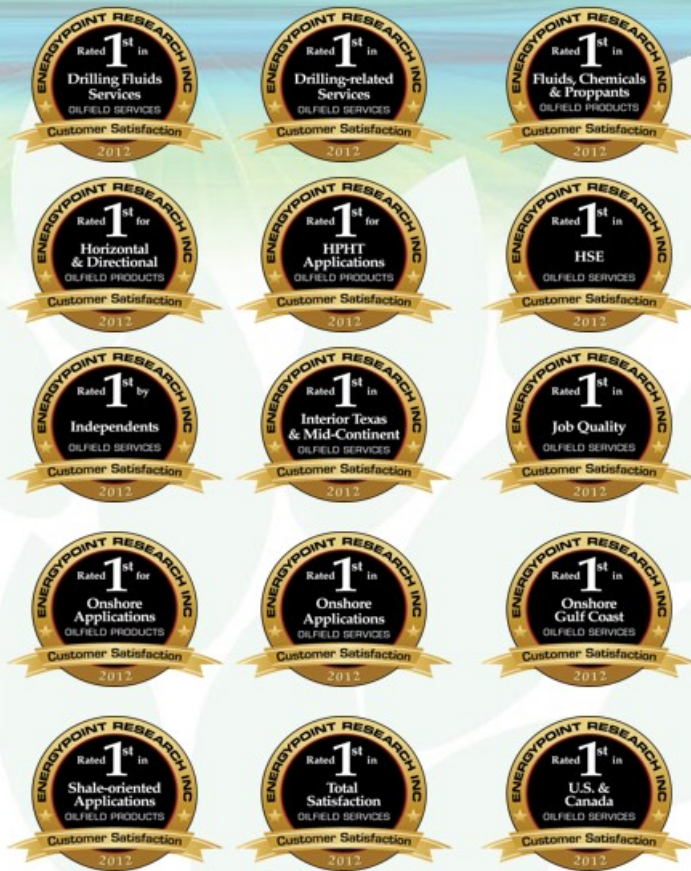 ENERGYPOINT RESEARCH INC
Rated 1st in
Drilling Fluids
Services
OILFIELD SERVICES
Customer Satisfaction
2012
ENERGYPOINT RESEARCH INC
Rated 1st in
Drilling-related
Services
OILFIELD SERVICES
Customer Satisfaction
2012
ENERGYPOINT RESEARCH INC
Rated 1st in
Fluids, Chemicals
& Proppants
OILFIELD PRODUCTS
Customer Satisfaction
2012
ENERGYPOINT RESEARCH INC
Rated 1st for
Horizontal
& Directional
OILFIELD PRODUCTS
Customer Satisfaction
2012
ENERGYPOINT RESEARCH INC
Rated 1st for
HPHT
Applications
OILFIELD PRODUCTS
Customer Satisfaction
2012
ENERGYPOINT RESEARCH INC
Rated 1st in
HSE
OILFIELD SERVICES
Customer Satisfaction
2012
ENERGYPOINT RESEARCH INC
Rated 1st by
Independents
OILFIELD SERVICES
Customer Satisfaction
2012
ENERGYPOINT RESEARCH INC
Rated 1st in
Interior Texas
& Mid-Continent
OILFIELD SERVICES
Customer Satisfaction
2012
ENERGYPOINT RESEARCH INC
Rated 1st in
Job Quality
OILFIELD SERVICES
Customer Satisfaction
2012
ENERGYPOINT RESEARCH INC
Rated 1st for
Onshore
Applications
OILFIELD PRODUCTS
Customer Satisfaction
2012
ENERGYPOINT RESEARCH INC
Rated 1st in
Onshore
Applications
OILFIELD SERVICES
Customer Satisfaction
2012
ENERGYPOINT RESEARCH INC
Rated 1st in
Onshore
Gulf Coast
OILFIELD SERVICES
Customer Satisfaction
2012
ENERGYPOINT RESEARCH INC
Rated 1st in
Shale-oriented
Applications
OILFIELD PRODUCTS
Customer Satisfaction
2012
ENERGYPOINT RESEARCH INC
Rated 1st in
Total
Satisfaction
OILFIELD SERVICES
Customer Satisfaction
2012
ENERGYPOINT RESEARCH INC
Rated 1st in
U.S. &
Canada
OILFIELD SERVICES
Customer Satisfaction
2012